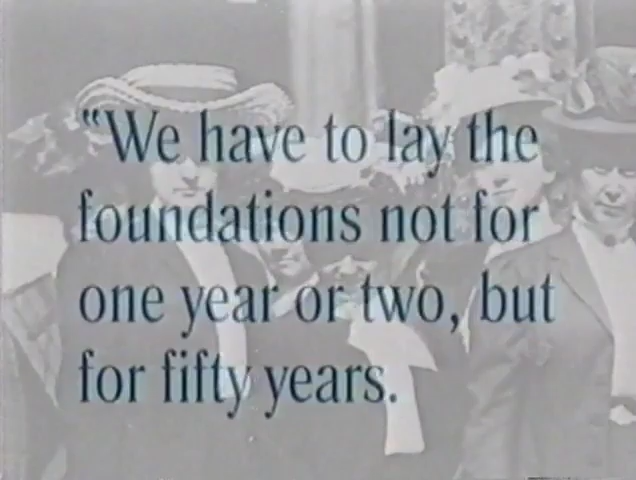 “We have to lay the
foundations not for
one year or two, but
for fifty years.